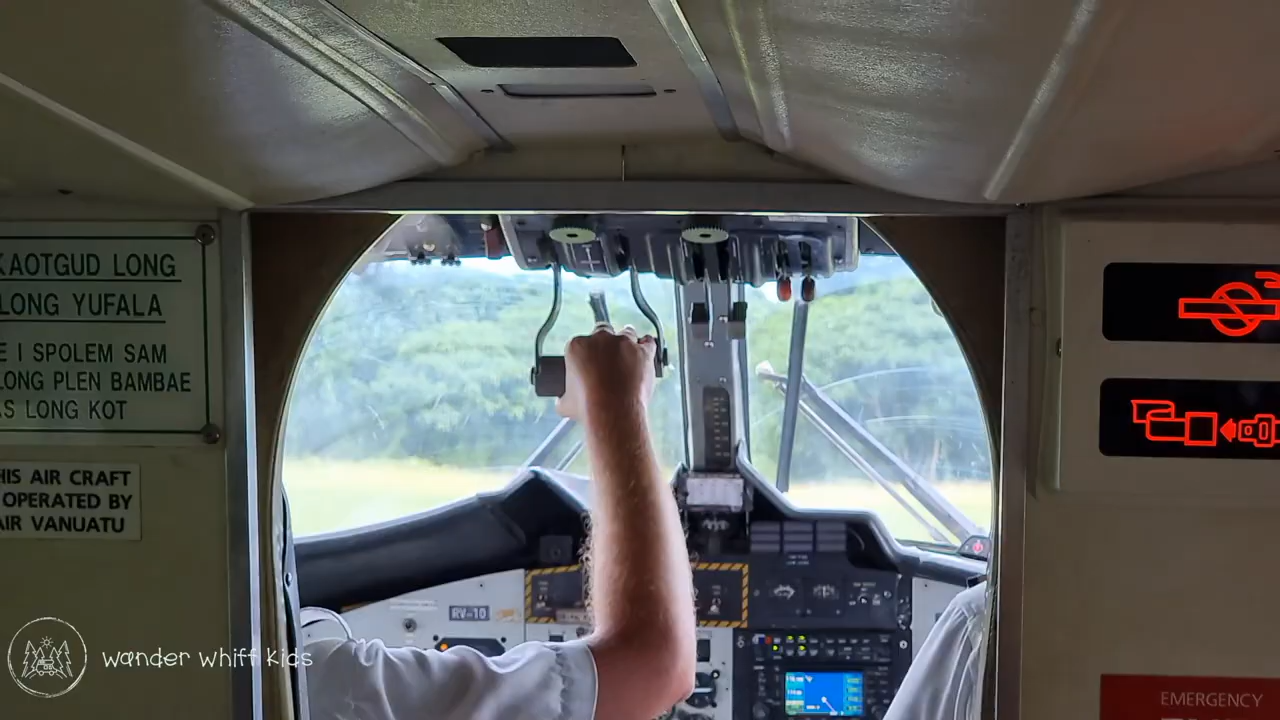 KAOTGUD LONG
LONG YUFALA
E I SPOLEM SAM
LONG PLEN BAMBAE
AS LONG KOT
HIS AIR CRAFT
OPERATED BY
AIR VANUATU
RV-10
wander whiff kids
EMERGENCY